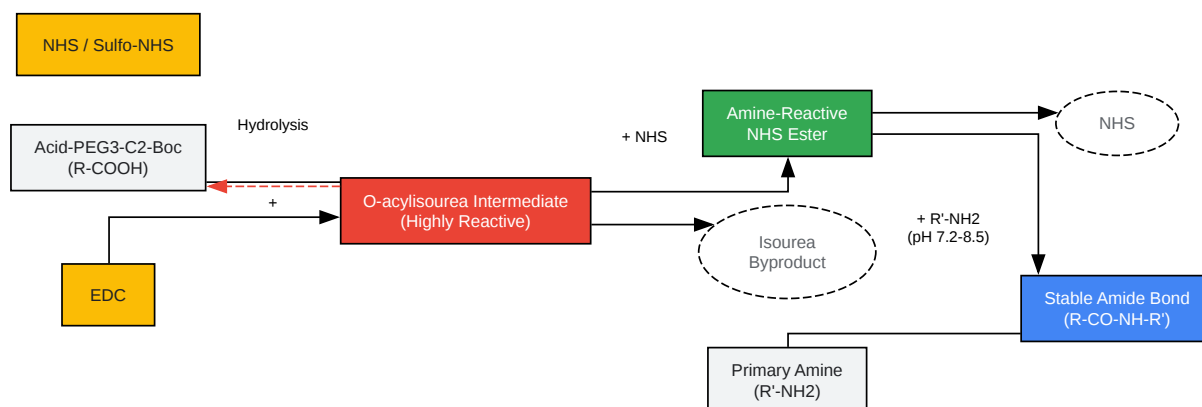 NHS / Sulfo-NHS
Acid-PEG3-C2-Boc
(R-COOH)
Hydrolysis
+
EDC
O-acylisourea Intermediate
(Highly Reactive)
+ NHS
Amine-Reactive
NHS Ester
NHS
Isourea
Byproduct
+ R'-NH2
(pH 7.2-8.5)
Stable Amide Bond
(R-CO-NH-R')
Primary Amine
(R'-NH2)